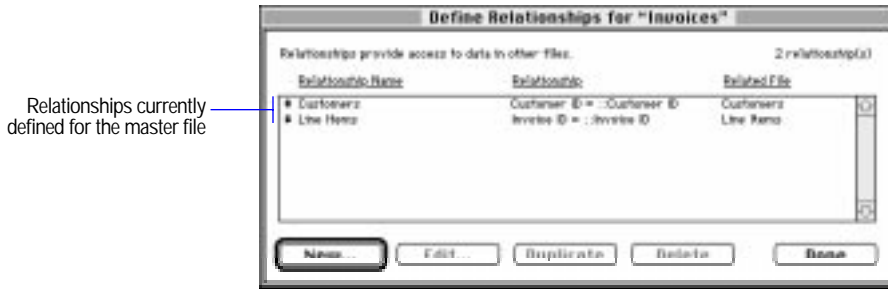 Define Relationships for "Invoices"
Relationships provide access to data in other files. 2 relationship(s)
Relationship Name Relationship Related File
Relationships currently
defined for the master file
Customers Customer ID = ::Customer ID Customers
Line Items Invoice ID = ::Invoice ID Line Items
New... Edit... Duplicate Delete Done